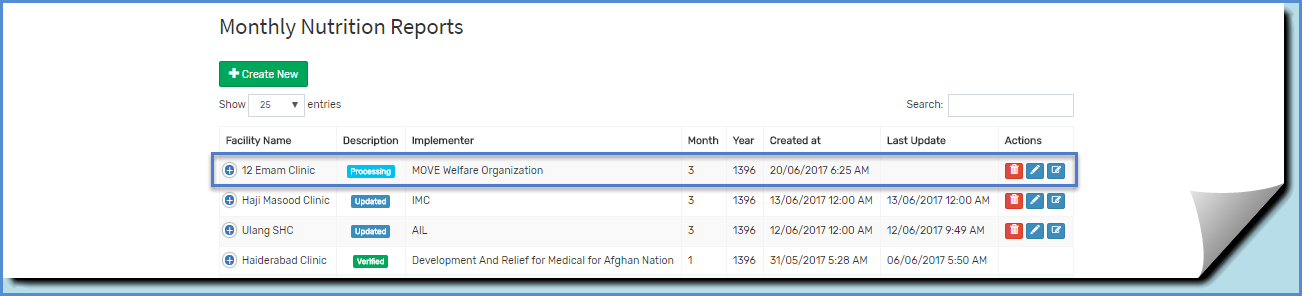 Monthly Nutrition Reports
Create New
Show 25 entries Search:
Facility Name Description Implementer Month Year Created at Last Update Actions
12 Emam Clinic Processing MOVE Welfare Organization 3 1396 20/06/2017 6:25 AM
Haji Masood Clinic Updated IMC 3 1396 13/06/2017 12:00 AM 13/06/2017 12:00 AM
Ulang SHC Updated AIL 3 1396 12/06/2017 12:00 AM 12/06/2017 9:49 AM
Haiderabad Clinic Verified Development And Relief for Medical for Afghan Nation 1 1396 31/05/2017 5:28 AM 06/06/2017 5:50 AM